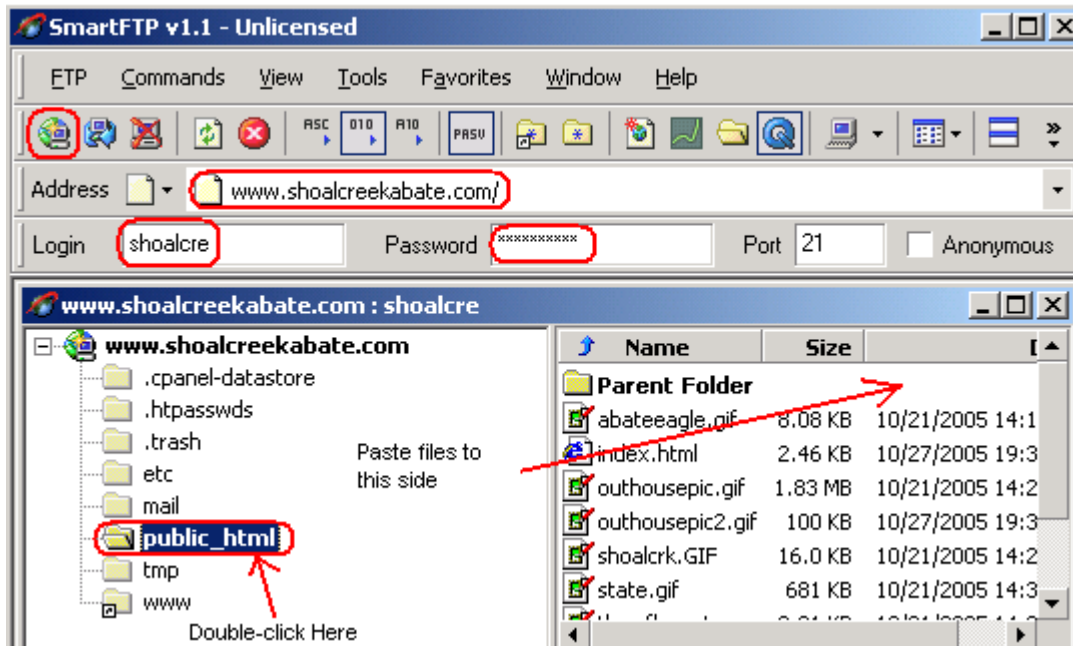 SmartFTP v1.1 - Unlicensed
FTP Commands View Tools Favorites Window Help
ASC 010 A10 PASV
Address www.shoalcreekabate.com/
Login shoalcre Password ********** Port 21 Anonymous
www.shoalcreekabate.com : shoalcre
www.shoalcreekabate.com
.cpanel-datastore
.htpasswds
.trash
etc
mail
public_html
tmp
www
Double-click Here
Paste files to
this side
Name Size
Parent Folder
abateeagle.gif 8.08 KB 10/21/2005 14:1
index.html 2.46 KB 10/27/2005 19:3
outhousepic.gif 1.83 MB 10/21/2005 14:2
outhousepic2.gif 100 KB 10/27/2005 19:3
shoalcrk.GIF 16.0 KB 10/21/2005 14:2
state.gif 681 KB 10/21/2005 14:3